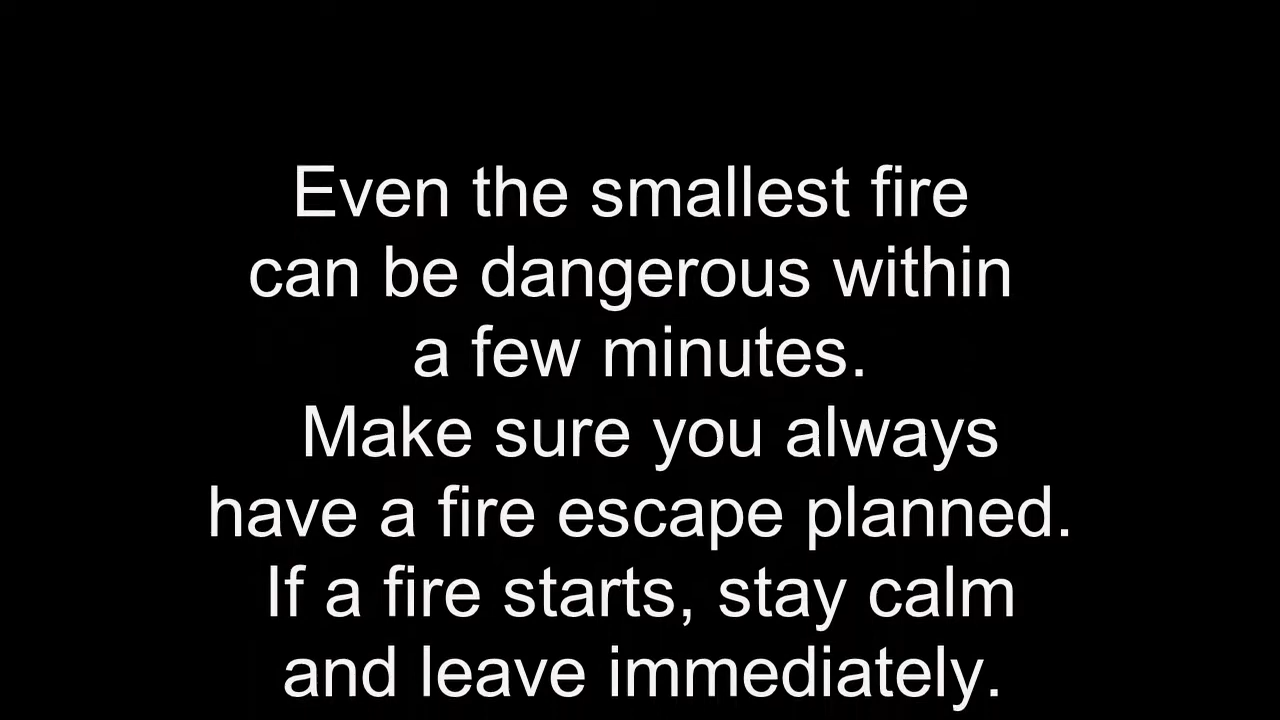 Even the smallest fire
can be dangerous within
a few minutes.
Make sure you always
have a fire escape planned.
If a fire starts, stay calm
and leave immediately.